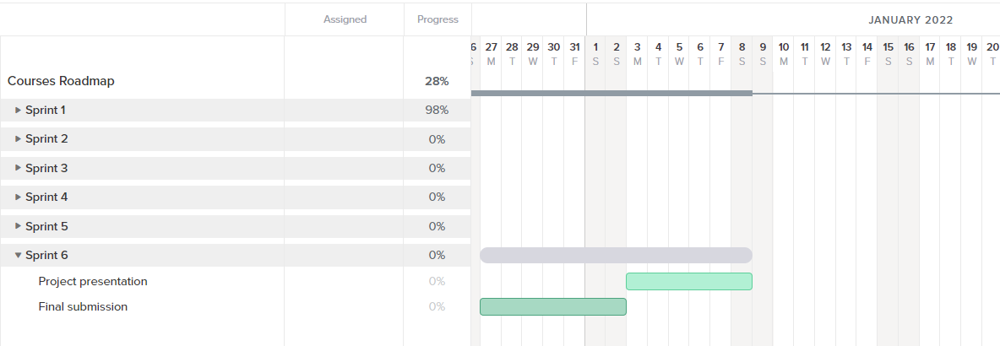 Assigned Progress JANUARY 2022
6 27 28 29 30 31 1 2 3 4 5 6 7 8 9 10 11 12 13 14 15 16 17 18 19 20
S M T W T F S S M T W T F S S M T W T F S S M T W T
Courses Roadmap 28%
Sprint 1 98%
Sprint 2 0%
Sprint 3 0%
Sprint 4 0%
Sprint 5 0%
Sprint 6 0%
Project presentation 0%
Final submission 0%